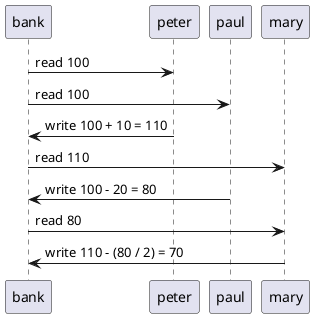 bank peter paul mary
read 100
read 100
write 100 + 10 = 110
read 110
write 100 - 20 = 80
read 80
write 110 - (80 / 2) = 70
bank peter paul mary